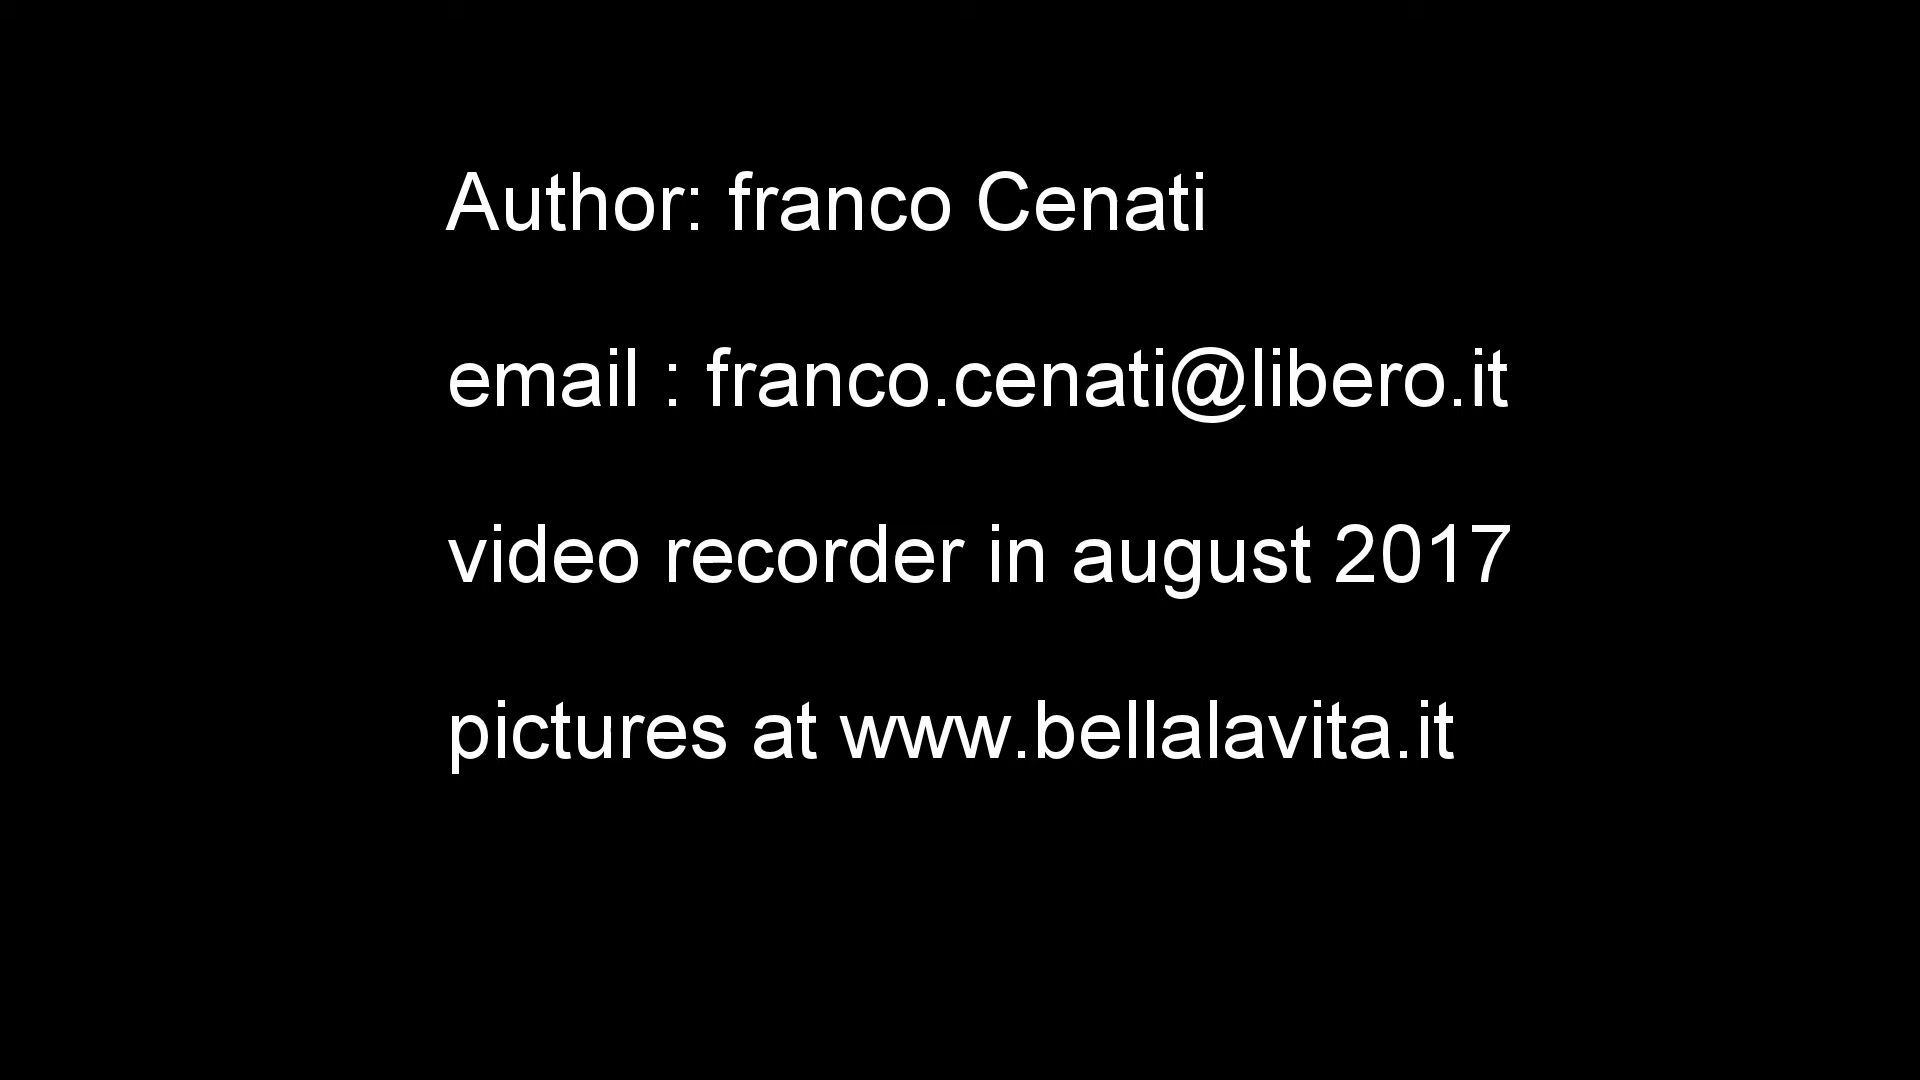 Author: franco Cenati
email : franco.cenati@libero.it
video recorder in august 2017
pictures at www.bellalavita.it